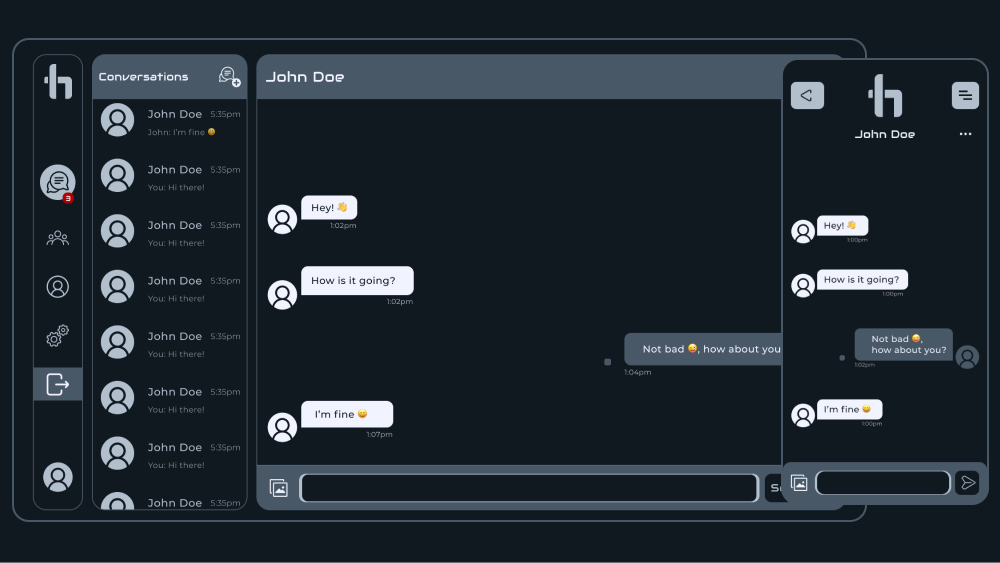 Conversations
John Doe 5:35pm
John: I'm fine 😄
John Doe 5:35pm
You: Hi there!
John Doe 5:35pm
You: Hi there!
John Doe 5:35pm
You: Hi there!
John Doe 5:35pm
You: Hi there!
John Doe 5:35pm
You: Hi there!
John Doe 5:35pm
You: Hi there!
John Doe 5:35pm
3
John Doe
Hey! 👋
1:02pm
How is it going?
1:02pm
Not bad 😜, how about you
1:04pm
I'm fine 😄
1:07pm
John Doe
Hey! 👋
1:00pm
How is it going?
1:00pm
Not bad 😜,
how about you?
1:02pm
I'm fine 😄
1:00pm